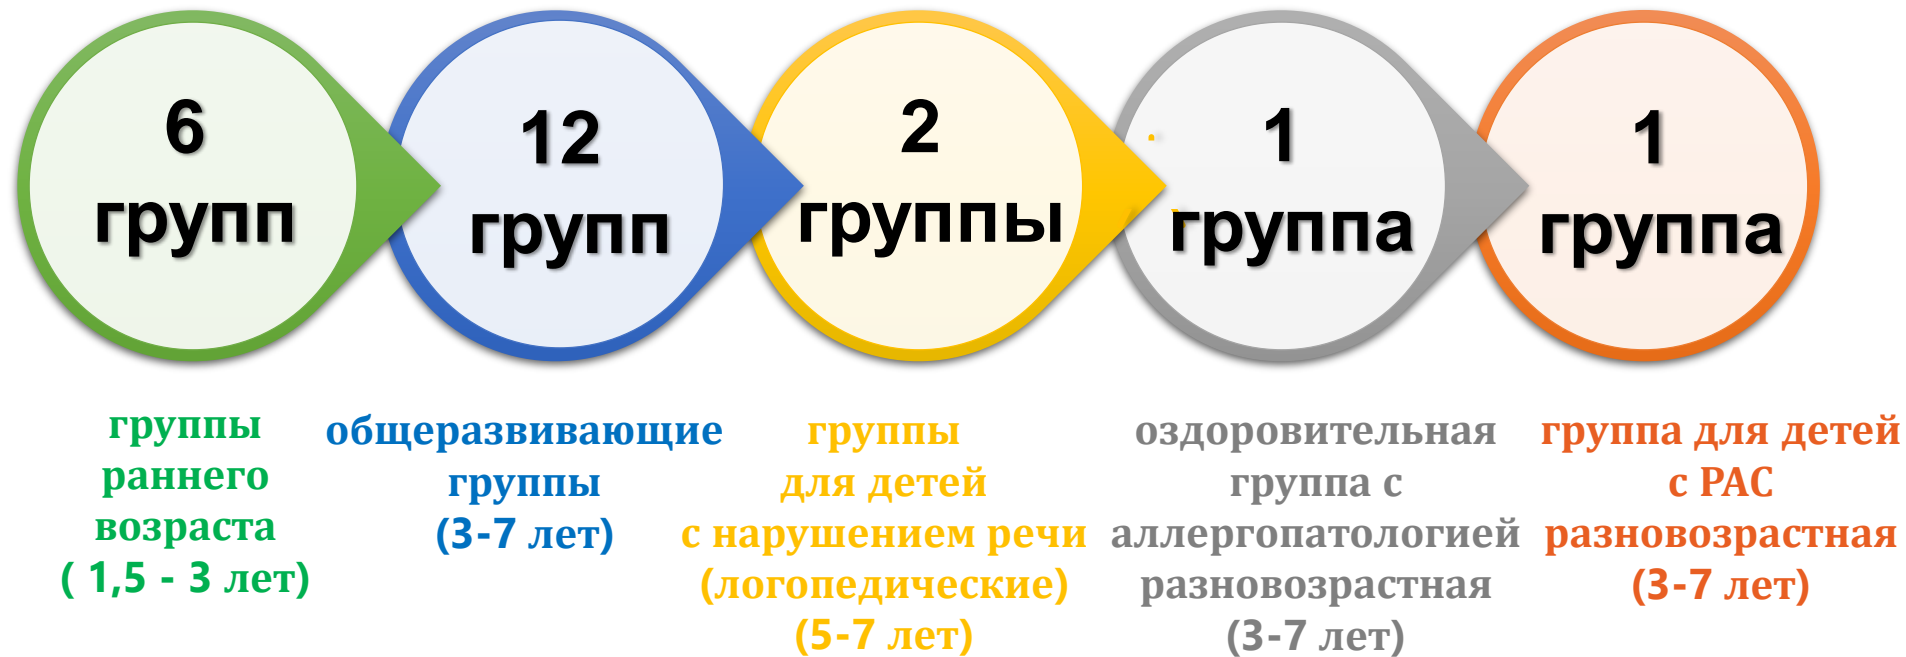 6
групп
12
групп
2
группы
1
группа
1
группа
группы
раннего
возраста
( 1,5 - 3 лет)
общеразвивающие
группы
(3-7 лет)
группы
для детей
с нарушением речи
(логопедические)
(5-7 лет)
оздоровительная
группа с
аллергопатологией
разновозрастная
(3-7 лет)
группа для детей
с РАС
разновозрастная
(3-7 лет)